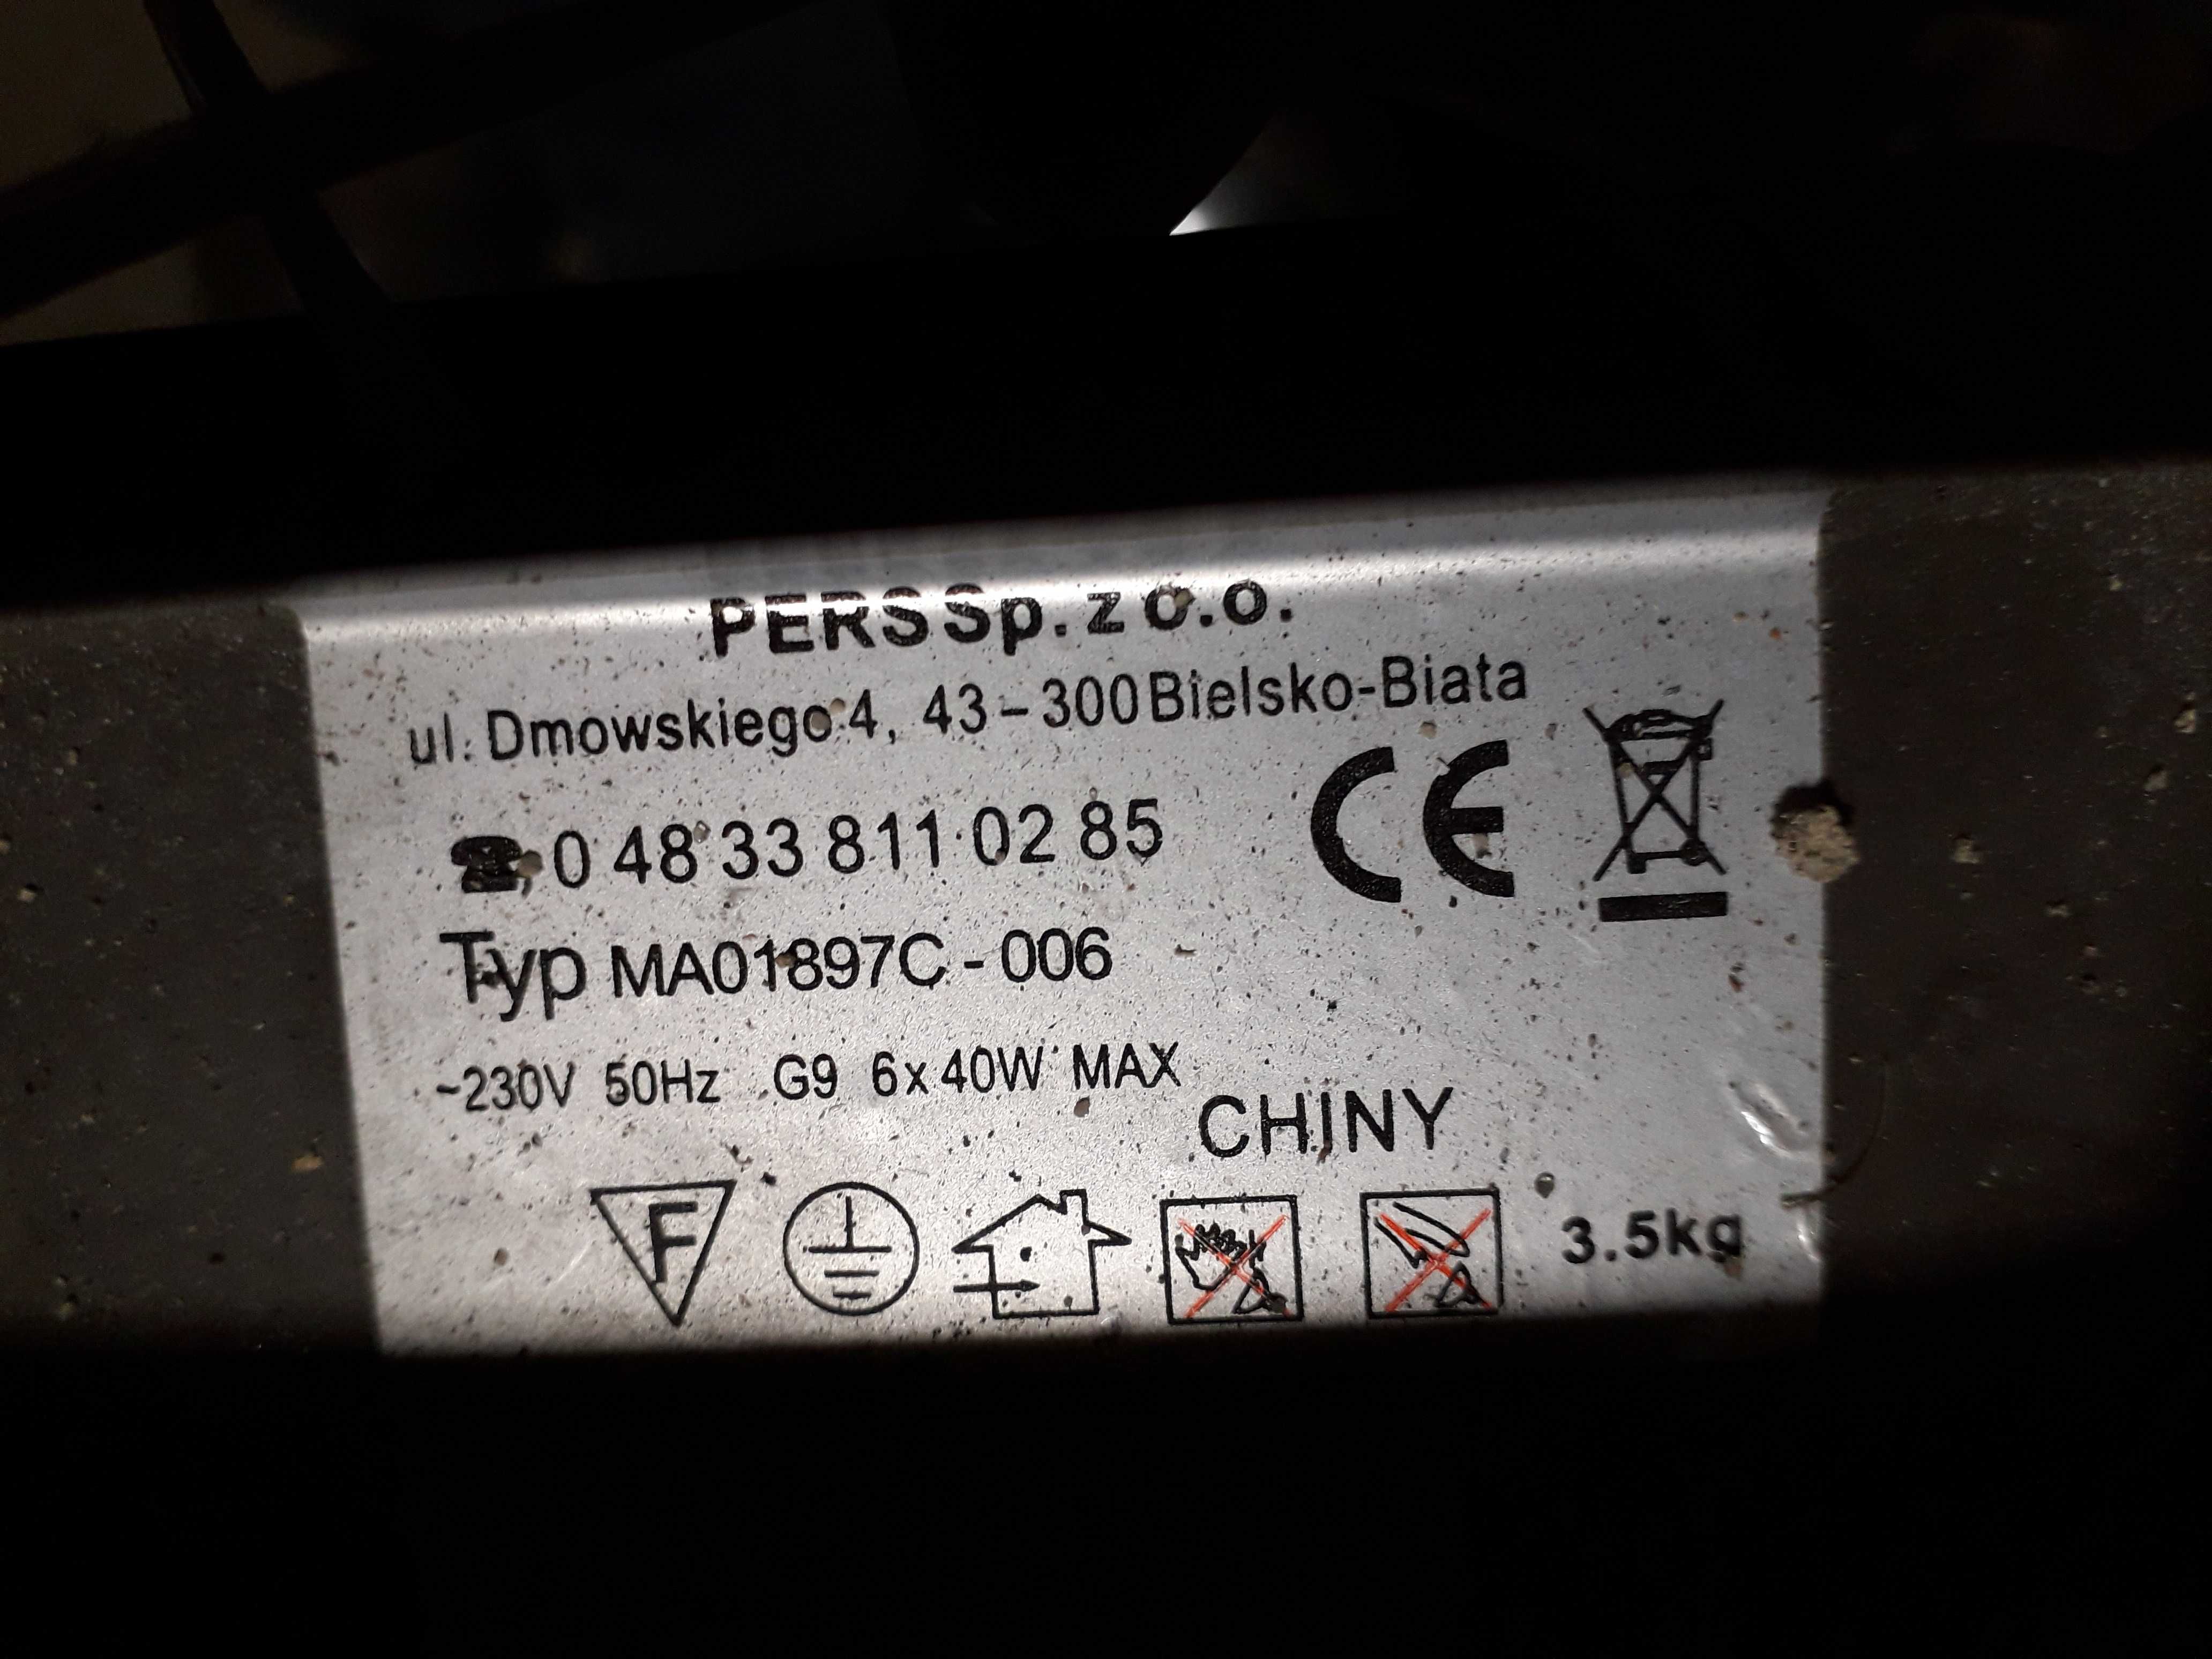 PERS Sp. z o.o.
ul. Dmowskiego 4, 43-300 Bielsko-Biata
0 48 33 811 02 85
CE
Typ MA01897C-006
~230V 50Hz G9 6x40W MAX
CHINY
F
3.5kg